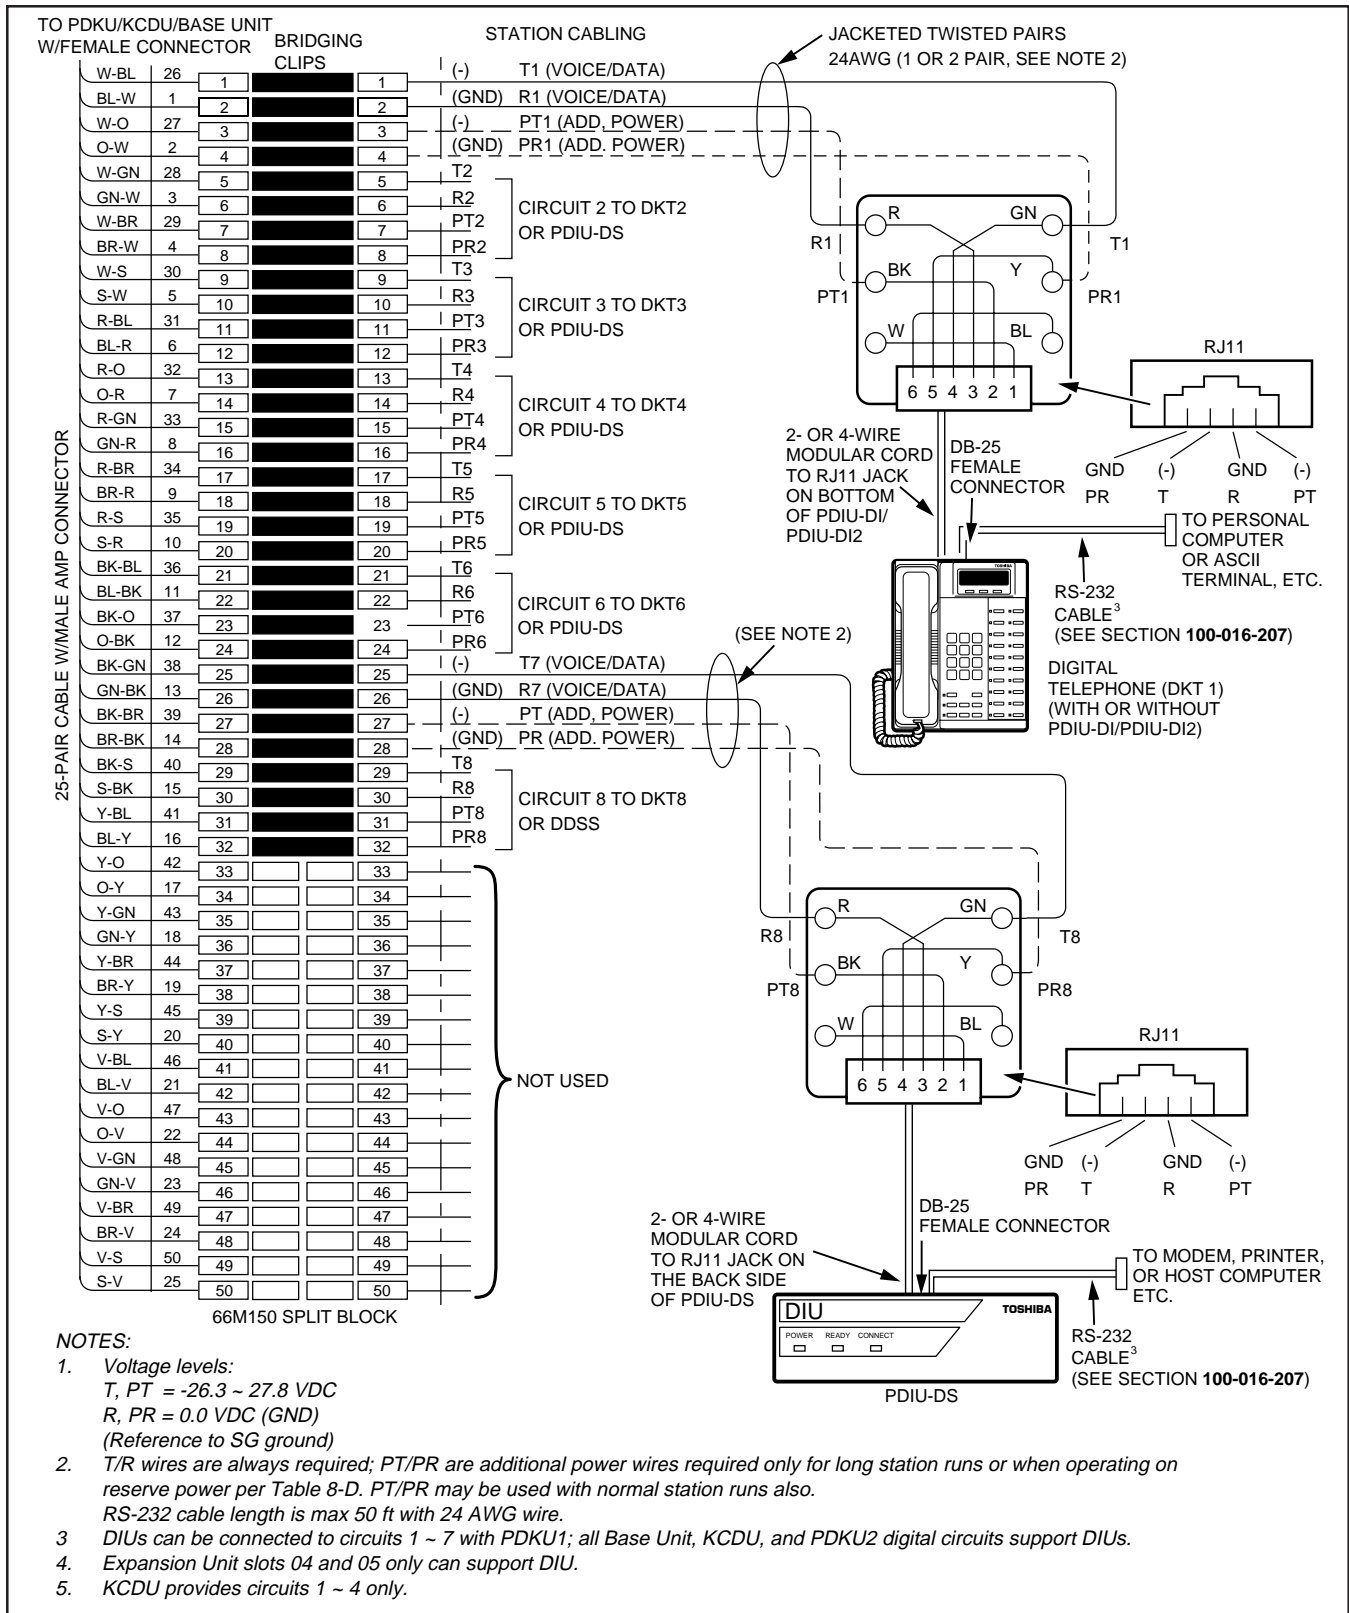 TO PDKU/KCDU/BASE UNIT
W/FEMALE CONNECTOR
BRIDGING
CLIPS
STATION CABLING
JACKETED TWISTED PAIRS
24AWG (1 OR 2 PAIR, SEE NOTE 2)
25-PAIR CABLE W/MALE AMP CONNECTOR
W-BL 26 1 1 (-) T1 (VOICE/DATA)
BL-W 1 2 2 (GND) R1 (VOICE/DATA)
W-O 27 3 3 (-) PT1 (ADD, POWER)
O-W 2 4 4 (GND) PR1 (ADD. POWER)
W-GN 28 5 5 T2
GN-W 3 6 6 R2
W-BR 29 7 7 PT2
BR-W 4 8 8 PR2
CIRCUIT 2 TO DKT2
OR PDIU-DS
W-S 30 9 9 T3
S-W 5 10 10 R3
R-BL 31 11 11 PT3
BL-R 6 12 12 PR3
CIRCUIT 3 TO DKT3
OR PDIU-DS
R-O 32 13 13 T4
O-R 7 14 14 R4
R-GN 33 15 15 PT4
GN-R 8 16 16 PR4
CIRCUIT 4 TO DKT4
OR PDIU-DS
R-BR 34 17 17 T5
BR-R 9 18 18 R5
R-S 35 19 19 PT5
S-R 10 20 20 PR5
CIRCUIT 5 TO DKT5
OR PDIU-DS
BK-BL 36 21 21 T6
BL-BK 11 22 22 R6
BK-O 37 23 23 PT6
O-BK 12 24 24 PR6
CIRCUIT 6 TO DKT6
OR PDIU-DS
BK-GN 38 25 25 (-) T7 (VOICE/DATA)
GN-BK 13 26 26 (GND) R7 (VOICE/DATA)
BK-BR 39 27 27 (-) PT (ADD, POWER)
BR-BK 14 28 28 (GND) PR (ADD. POWER)
(SEE NOTE 2)
BK-S 40 29 29 T8
S-BK 15 30 30 R8
Y-BL 41 31 31 PT8
BL-Y 16 32 32 PR8
CIRCUIT 8 TO DKT8
OR DDSS
Y-O 42 33 33
O-Y 17 34 34
Y-GN 43 35 35
GN-Y 18 36 36
Y-BR 44 37 37
BR-Y 19 38 38
Y-S 45 39 39
S-Y 20 40 40
V-BL 46 41 41
BL-V 21 42 42
V-O 47 43 43
O-V 22 44 44
V-GN 48 45 45
GN-V 23 46 46
V-BR 49 47 47
BR-V 24 48 48
V-S 50 49 49
S-V 25 50 50
NOT USED
66M150 SPLIT BLOCK
R GN
R1 T1
BK Y
PT1 PR1
W BL
6 5 4 3 2 1
RJ11
GND (-) GND (-)
PR T R PT
2- OR 4-WIRE
MODULAR CORD
TO RJ11 JACK
ON BOTTOM
OF PDIU-DI/
PDIU-DI2
DB-25
FEMALE
CONNECTOR
TO PERSONAL
COMPUTER
OR ASCII
TERMINAL, ETC.
TOSHIBA
RS-232
CABLE3
(SEE SECTION 100-016-207)
DIGITAL
TELEPHONE (DKT 1)
(WITH OR WITHOUT
PDIU-DI/PDIU-DI2)
R GN
R8 T8
BK Y
PT8 PR8
W BL
6 5 4 3 2 1
RJ11
GND (-) GND (-)
PR T R PT
2- OR 4-WIRE
MODULAR CORD
TO RJ11 JACK ON
THE BACK SIDE
OF PDIU-DS
DB-25
FEMALE CONNECTOR
TO MODEM, PRINTER,
OR HOST COMPUTER
ETC.
DIU TOSHIBA
POWER READY CONNECT
PDIU-DS
RS-232
CABLE3
(SEE SECTION 100-016-207)
NOTES:
1. Voltage levels:
T, PT = -26.3 ~ 27.8 VDC
R, PR = 0.0 VDC (GND)
(Reference to SG ground)
2. T/R wires are always required; PT/PR are additional power wires required only for long station runs or when operating on
reserve power per Table 8-D. PT/PR may be used with normal station runs also.
RS-232 cable length is max 50 ft with 24 AWG wire.
3 DIUs can be connected to circuits 1 ~ 7 with PDKU1; all Base Unit, KCDU, and PDKU2 digital circuits support DIUs.
4. Expansion Unit slots 04 and 05 only can support DIU.
5. KCDU provides circuits 1 ~ 4 only.